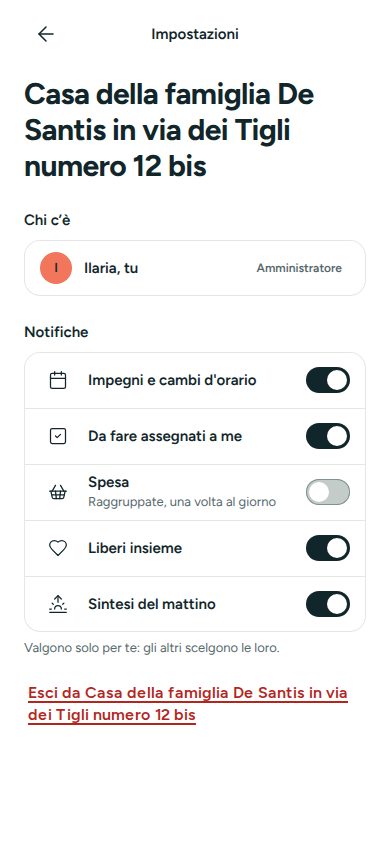 Impostazioni
Casa della famiglia De
Santis in via dei Tigli
numero 12 bis
Chi c'è
I
Ilaria, tu
Amministratore
Notifiche
Impegni e cambi d'orario
Da fare assegnati a me
Spesa
Raggruppate, una volta al giorno
Liberi insieme
Sintesi del mattino
Valgono solo per te: gli altri scelgono le loro.
Esci da Casa della famiglia De Santis in via
dei Tigli numero 12 bis